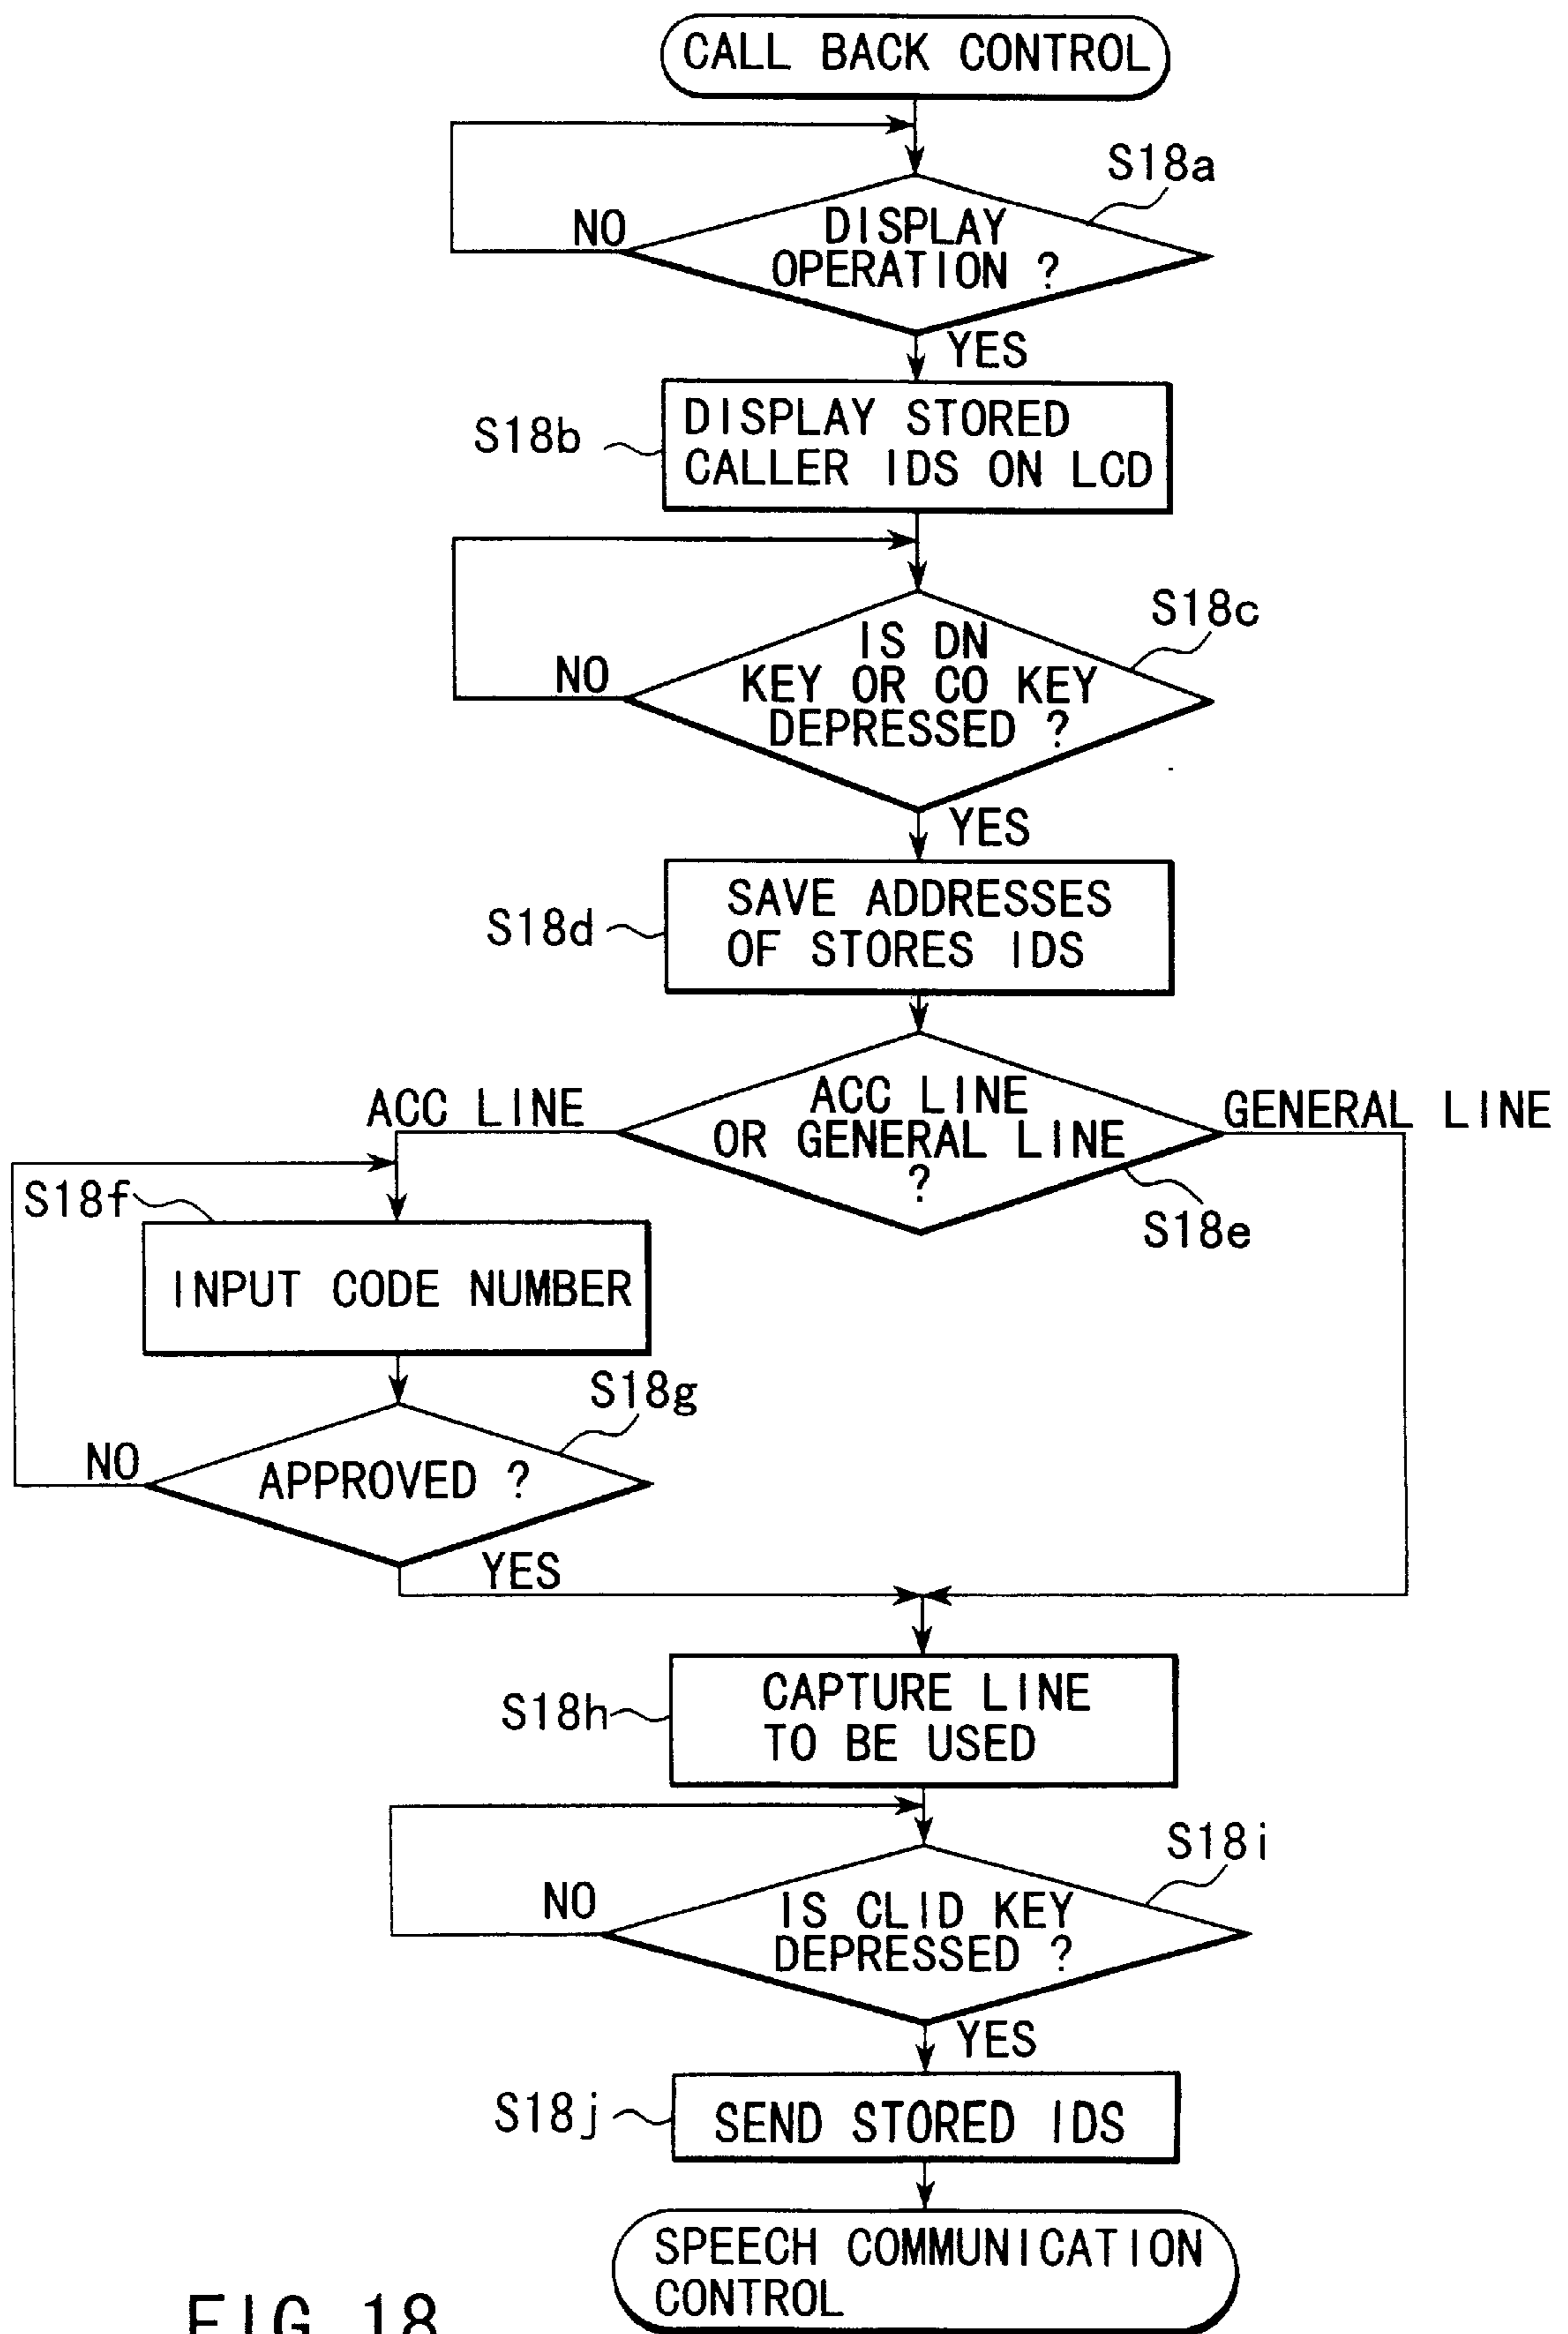 CALL BACK CONTROL
S18a
NO
DISPLAY
OPERATION ?
YES
S18b
DISPLAY STORED
CALLER IDS ON LCD
S18c
NO
IS DN
KEY OR CO KEY
DEPRESSED ?
YES
S18d
SAVE ADDRESSES
OF STORES IDS
ACC LINE
ACC LINE
OR GENERAL LINE
?
GENERAL LINE
S18e
S18f
INPUT CODE NUMBER
S18g
NO
APPROVED ?
YES
S18h
CAPTURE LINE
TO BE USED
S18i
NO
IS CLID KEY
DEPRESSED ?
YES
S18j
SEND STORED IDS
SPEECH COMMUNICATION
CONTROL
FIG. 18